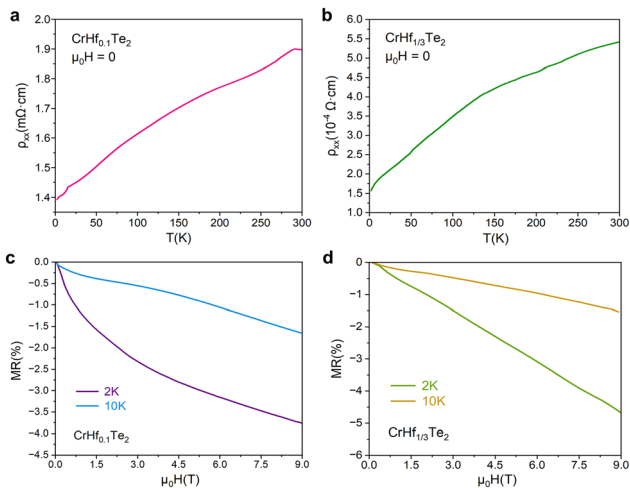 a
CrHf0.1Te2
μ0H = 0
ρxx(mΩ·cm)
2.0
1.9
1.8
1.7
1.6
1.5
1.4
0 50 100 150 200 250 300
T(K)
b
CrHf1/3Te2
μ0H = 0
ρxx(10-4 Ω·cm)
6.0
5.5
5.0
4.5
4.0
3.5
3.0
2.5
2.0
1.5
1.0
0 50 100 150 200 250 300
T(K)
c
MR(%)
0.0
−0.5
−1.0
−1.5
−2.0
−2.5
−3.0
−3.5
−4.0
−4.5
2K
10K
CrHf0.1Te2
0.0 1.5 3.0 4.5 6.0 7.5 9.0
μ0H(T)
d
MR(%)
0
−1
−2
−3
−4
−5
−6
2K
10K
CrHf1/3Te2
0.0 1.5 3.0 4.5 6.0 7.5 9.0
μ0H(T)